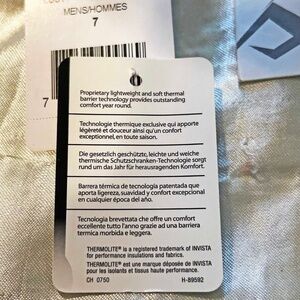 MENS/HOMMES
7
7
Proprietary lightweight and soft thermal
barrier technology provides outstanding
comfort year round.
Technologie thermique exclusive qui apporte
légèreté et douceur ainsi qu'un confort
exceptionnel, en toute saison.
Die gesetzlich geschützte, leichte und weiche
thermische Schutzschranken-Technologie sorgt
rund um das Jahr für herausragenden Komfort.
Barrera térmica de tecnología patentada que
aporta ligereza, suavidad y confort excepcional
en cualquier época del año.
Tecnologia brevettata che offre un comfort
eccellente tutto l'anno grazie ad una barriera
termica morbida e leggera.
THERMOLITE® is a registered trademark of INVISTA
for performance insulations and fabrics.
THERMOLITE® est une marque déposée de INVISTA
pour les isolants et tissus haute performance.
CH 0750 H-89592